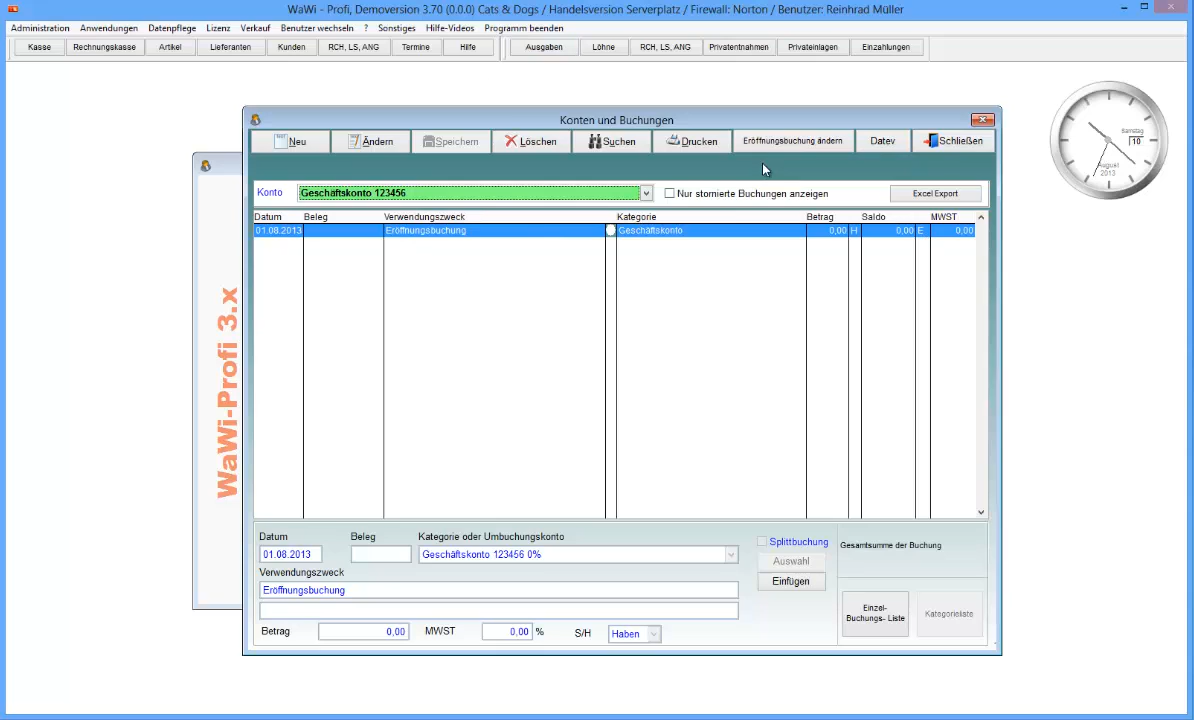 WaWi - Profi, Demoversion 3.70 (0.0.0) Cats & Dogs / Handelsversion Serverplatz / Firewall: Norton / Benutzer: Reinhrad Müller
Administration Anwendungen Datenpflege Lizenz Verkauf Benutzer wechseln ? Sonstiges Hilfe-Videos Programm beenden
Kasse Rechnungskasse Artikel Lieferanten Kunden RCH, LS, ANG Termine Hilfe Ausgaben Löhne RCH, LS, ANG Privatentnahmen Privateinlagen Einzahlungen
Samstag
10
August
2013
WaWi-Profi 3.x
Konten und Buchungen
Neu Ändern Speichern Löschen Suchen Drucken Eröffnungsbuchung ändern Datev Schließen
Konto Geschäftskonto 123456 Nur stornierte Buchungen anzeigen Excel Export
Datum Beleg Verwendungszweck Kategorie Betrag Saldo MWST
01.08.2013 Eröffnungsbuchung Geschäftskonto 0,00 H 0,00 E 0,00
Datum Beleg Kategorie oder Umbuchungskonto
01.08.2013 Geschäftskonto 123456 0%
Splittbuchung
Auswahl
Einfügen
Gesamtsumme der Buchung
Verwendungszweck
Eröffnungsbuchung
Betrag 0,00 MWST 0,00 % S/H Haben
Einzel-
Buchungs- Liste
Kategorieliste